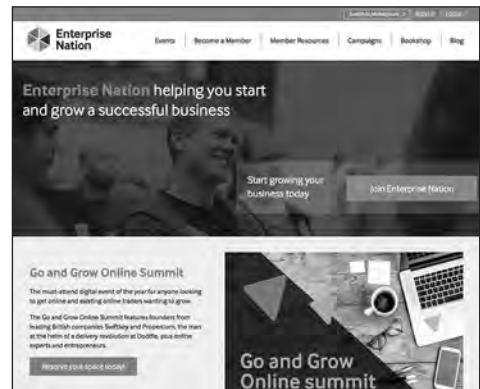 SIGN UP LOGIN
Enterprise
Nation
Events Become a Member Member Resources Campaigns Bookshop Blog
Enterprise Nation helping you start
and grow a successful business
Start growing your
business today
Join Enterprise Nation
Go and Grow Online Summit
The must-attend digital event of the year for anyone looking
to get online and existing online traders wanting to grow.
The Go and Grow Online Summit features founders from
leading British companies Swiftkey and Propercorn, the man
at the helm of a delivery revolution at Doddle, plus online
experts and entrepreneurs.
Reserve your space today!
Go and Grow
Online summit